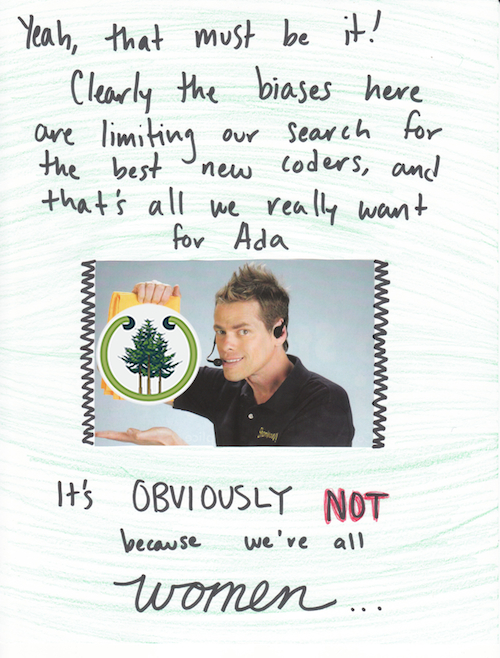 Yeah, that must be it!
Clearly the biases here
are limiting our search for
the best new coders, and
that's all we really want
for Ada
It's OBVIOUSLY NOT
because we're all
women...